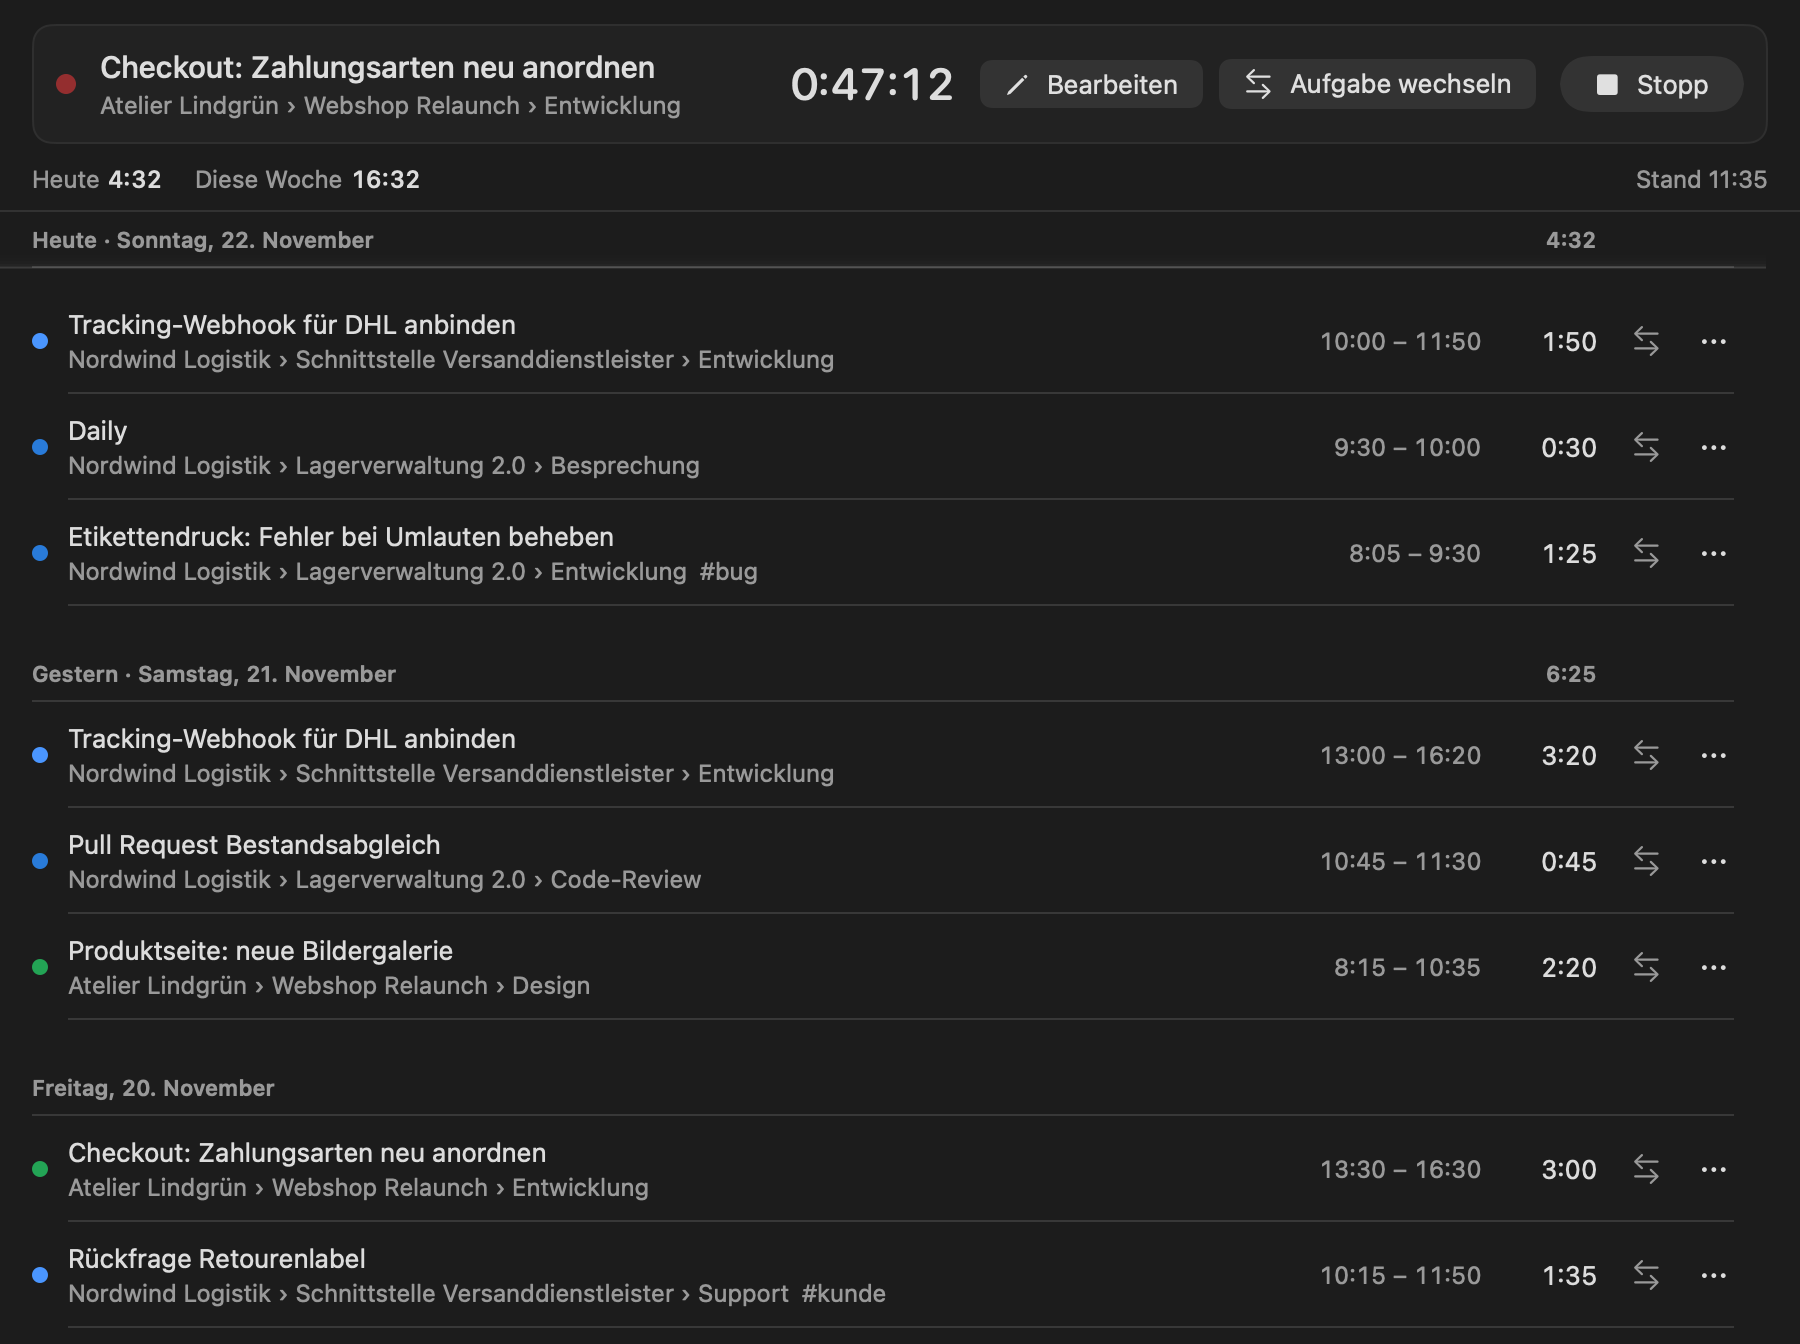 Checkout: Zahlungsarten neu anordnen
Atelier Lindgrün › Webshop Relaunch › Entwicklung
0:47:12
Bearbeiten
Aufgabe wechseln
Stopp
Heute 4:32 Diese Woche 16:32
Stand 11:35
Heute · Sonntag, 22. November 4:32
Tracking-Webhook für DHL anbinden
Nordwind Logistik › Schnittstelle Versanddienstleister › Entwicklung
10:00 – 11:50 1:50
Daily
Nordwind Logistik › Lagerverwaltung 2.0 › Besprechung
9:30 – 10:00 0:30
Etikettendruck: Fehler bei Umlauten beheben
Nordwind Logistik › Lagerverwaltung 2.0 › Entwicklung #bug
8:05 – 9:30 1:25
Gestern · Samstag, 21. November 6:25
Tracking-Webhook für DHL anbinden
Nordwind Logistik › Schnittstelle Versanddienstleister › Entwicklung
13:00 – 16:20 3:20
Pull Request Bestandsabgleich
Nordwind Logistik › Lagerverwaltung 2.0 › Code-Review
10:45 – 11:30 0:45
Produktseite: neue Bildergalerie
Atelier Lindgrün › Webshop Relaunch › Design
8:15 – 10:35 2:20
Freitag, 20. November
Checkout: Zahlungsarten neu anordnen
Atelier Lindgrün › Webshop Relaunch › Entwicklung
13:30 – 16:30 3:00
Rückfrage Retourenlabel
Nordwind Logistik › Schnittstelle Versanddienstleister › Support #kunde
10:15 – 11:50 1:35